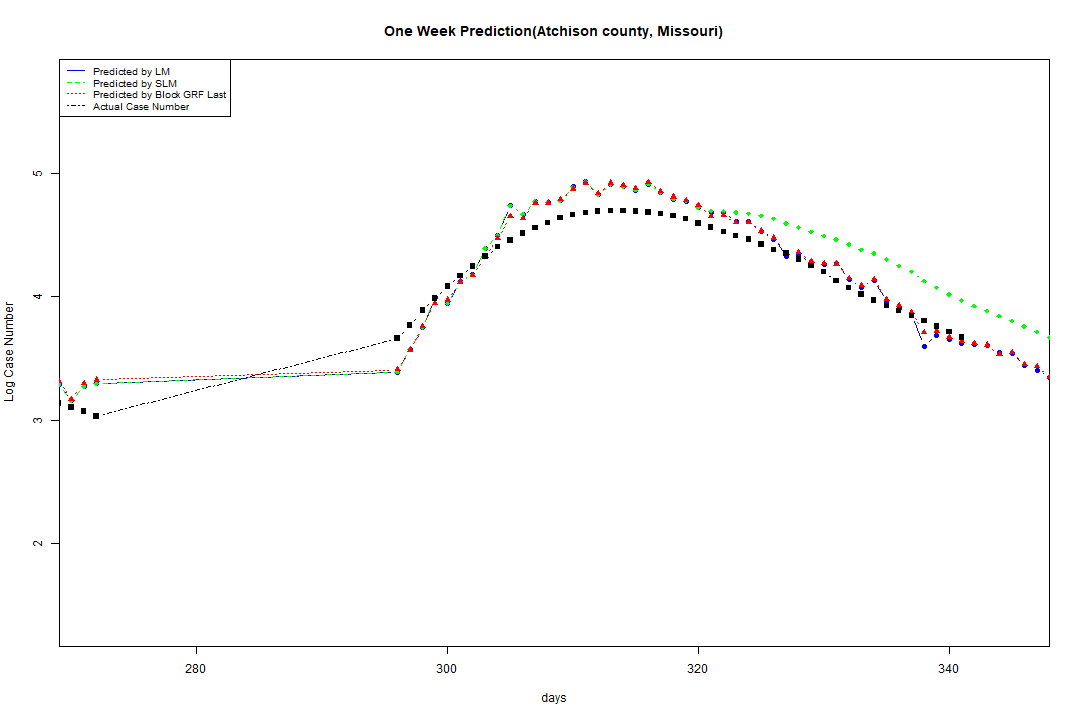 One Week Prediction(Atchison county, Missouri)
Predicted by LM
Predicted by SLM
Predicted by Block GRF Last
Actual Case Number
5
4
3
2
Log Case Number
280 300 320 340
days